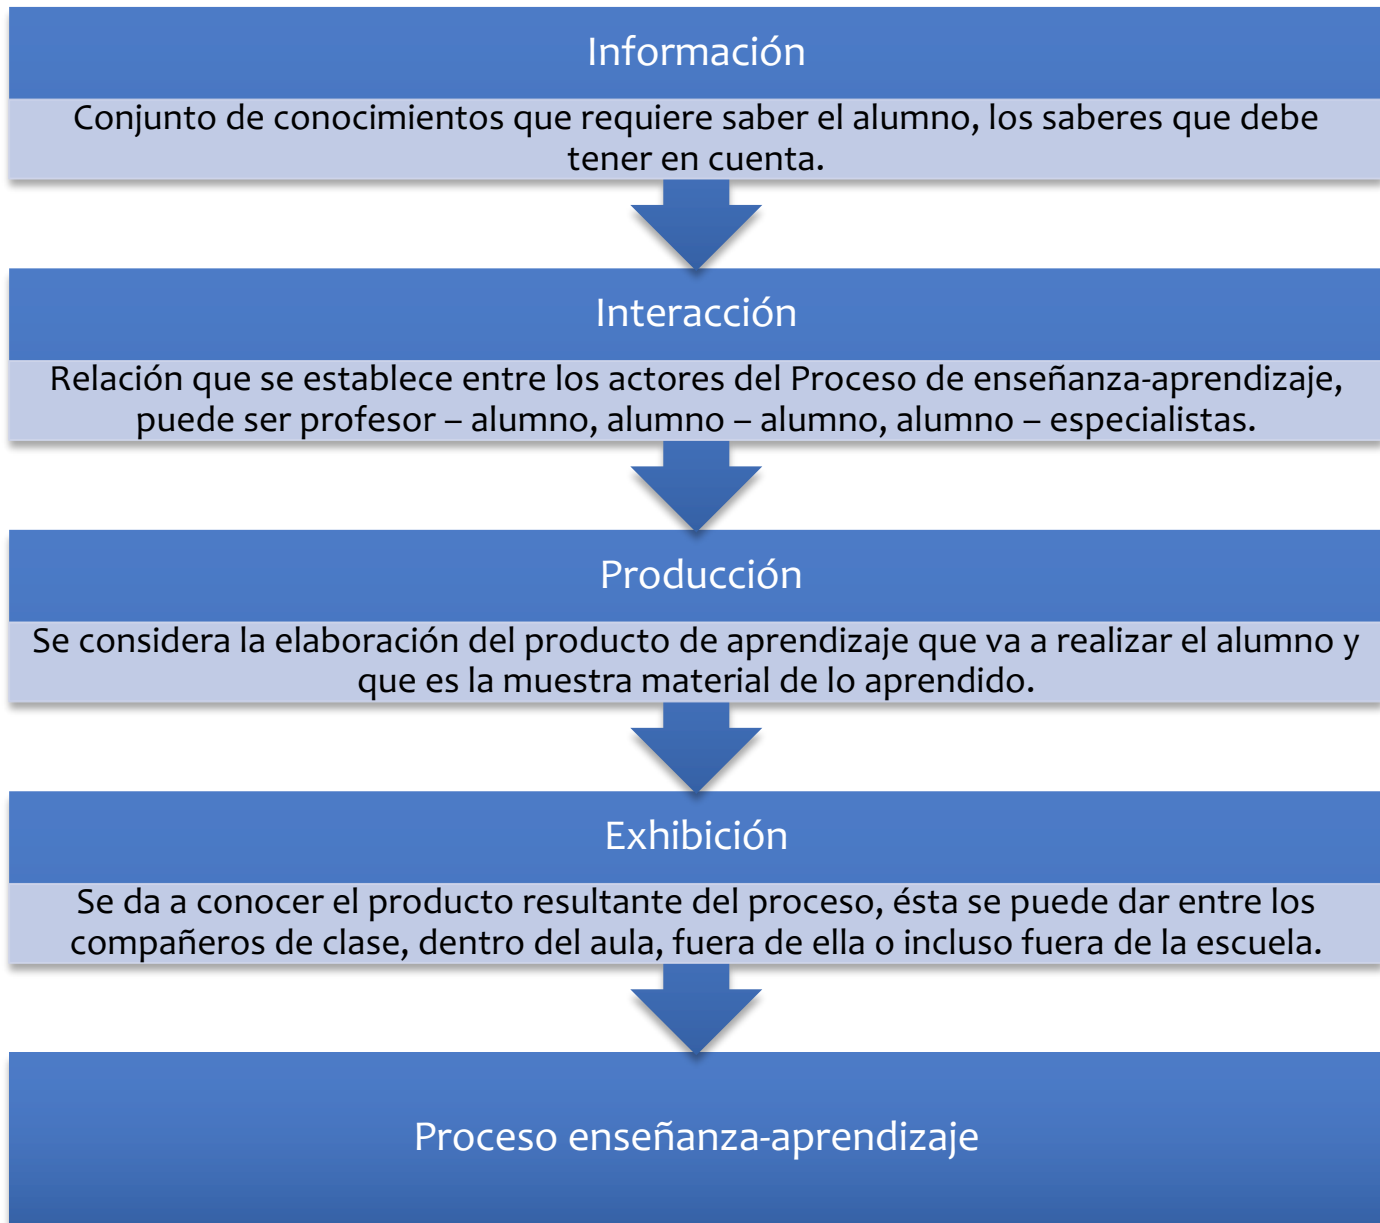 Información
Conjunto de conocimientos que requiere saber el alumno, los saberes que debe
tener en cuenta.
Interacción
Relación que se establece entre los actores del Proceso de enseñanza-aprendizaje,
puede ser profesor – alumno, alumno – alumno, alumno – especialistas.
Producción
Se considera la elaboración del producto de aprendizaje que va a realizar el alumno y
que es la muestra material de lo aprendido.
Exhibición
Se da a conocer el producto resultante del proceso, ésta se puede dar entre los
compañeros de clase, dentro del aula, fuera de ella o incluso fuera de la escuela.
Proceso enseñanza-aprendizaje